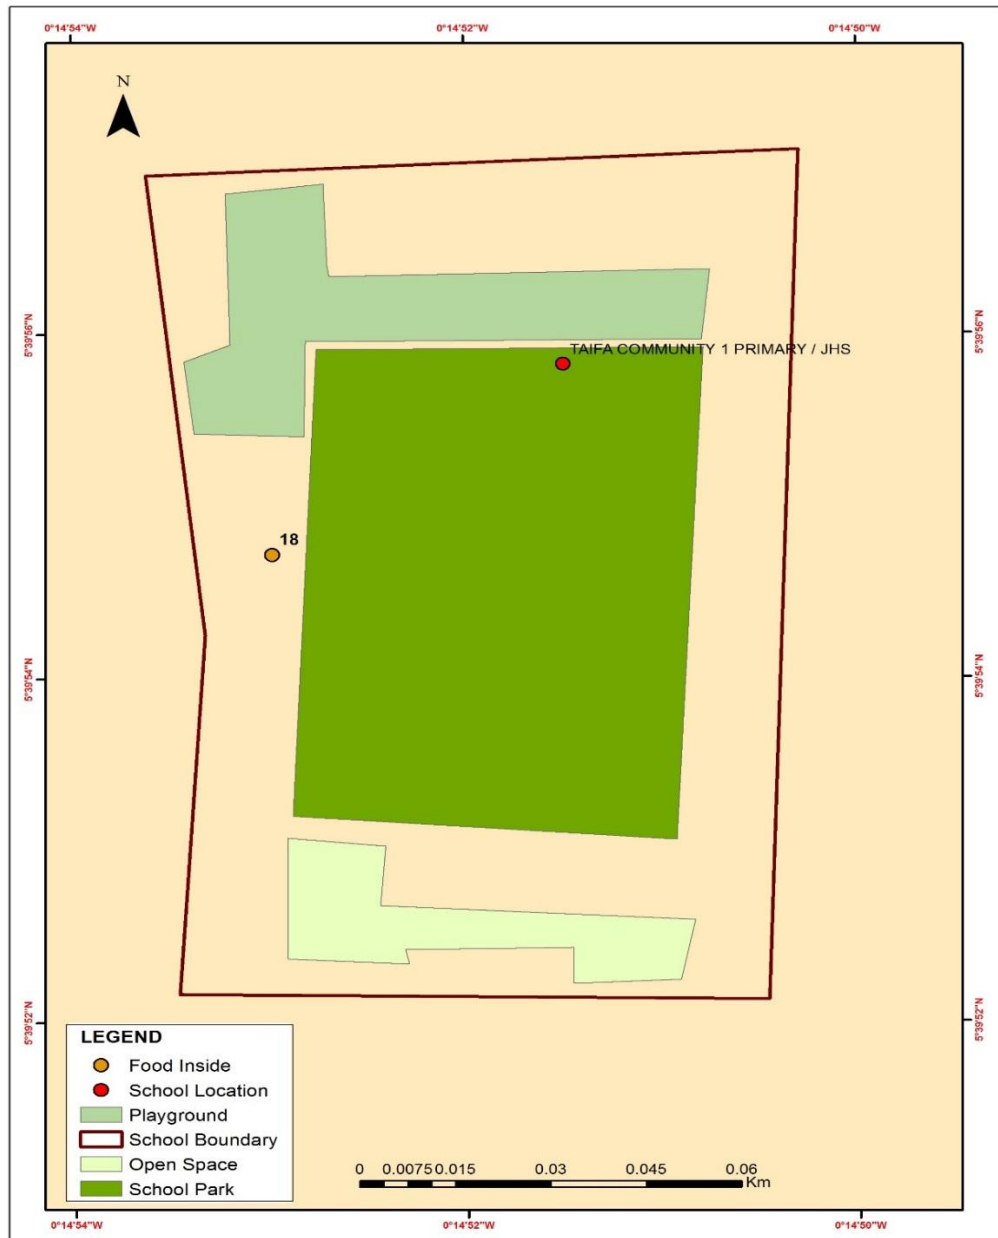 0°14'54"W
0°14'52"W
0°14'50"W
N
5°39'56"N
5°39'56"N
TAIFA COMMUNITY 1 PRIMARY / JHS
18
5°39'54"N
5°39'54"N
5°39'52"N
5°39'52"N
LEGEND
Food Inside
School Location
Playground
School Boundary
Open Space
School Park
0 0.0075 0.015 0.03 0.045 0.06
Km
0°14'54"W
0°14'52"W
0°14'50"W